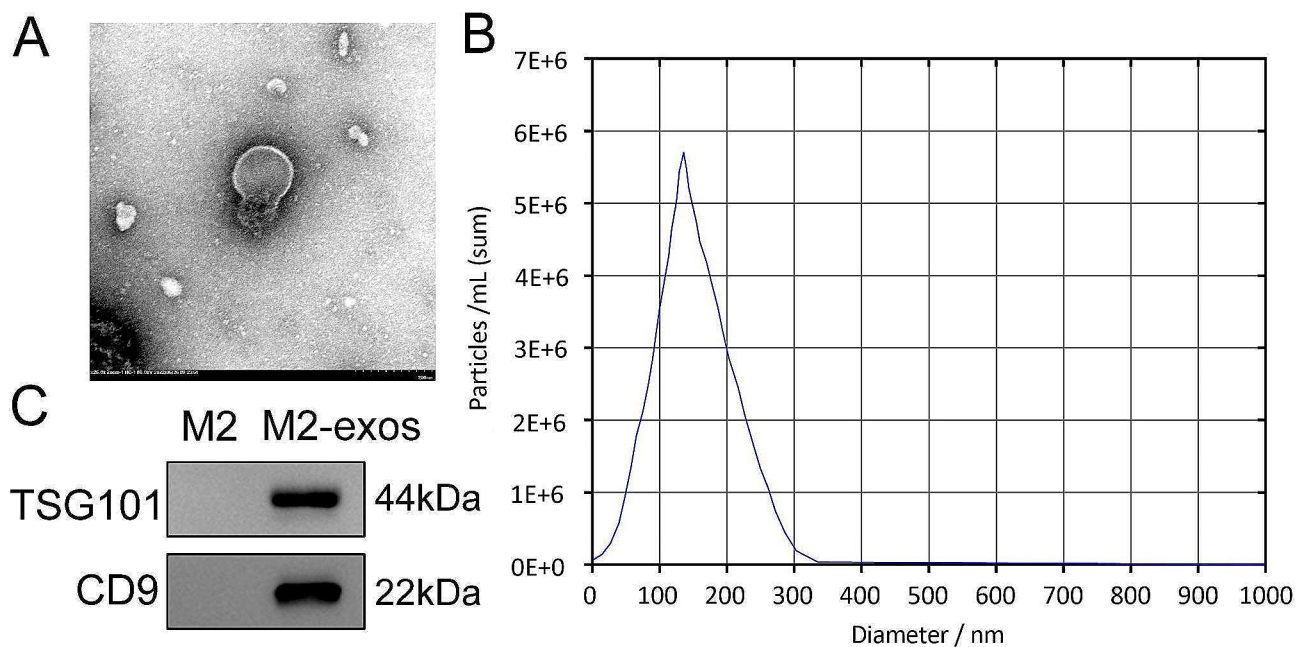 A
B
7E+6
6E+6
5E+6
4E+6
3E+6
2E+6
1E+6
0E+0
Particles /mL (sum)
0 100 200 300 400 500 600 700 800 900 1000
Diameter / nm
C
M2 M2-exos
TSG101 44kDa
CD9 22kDa